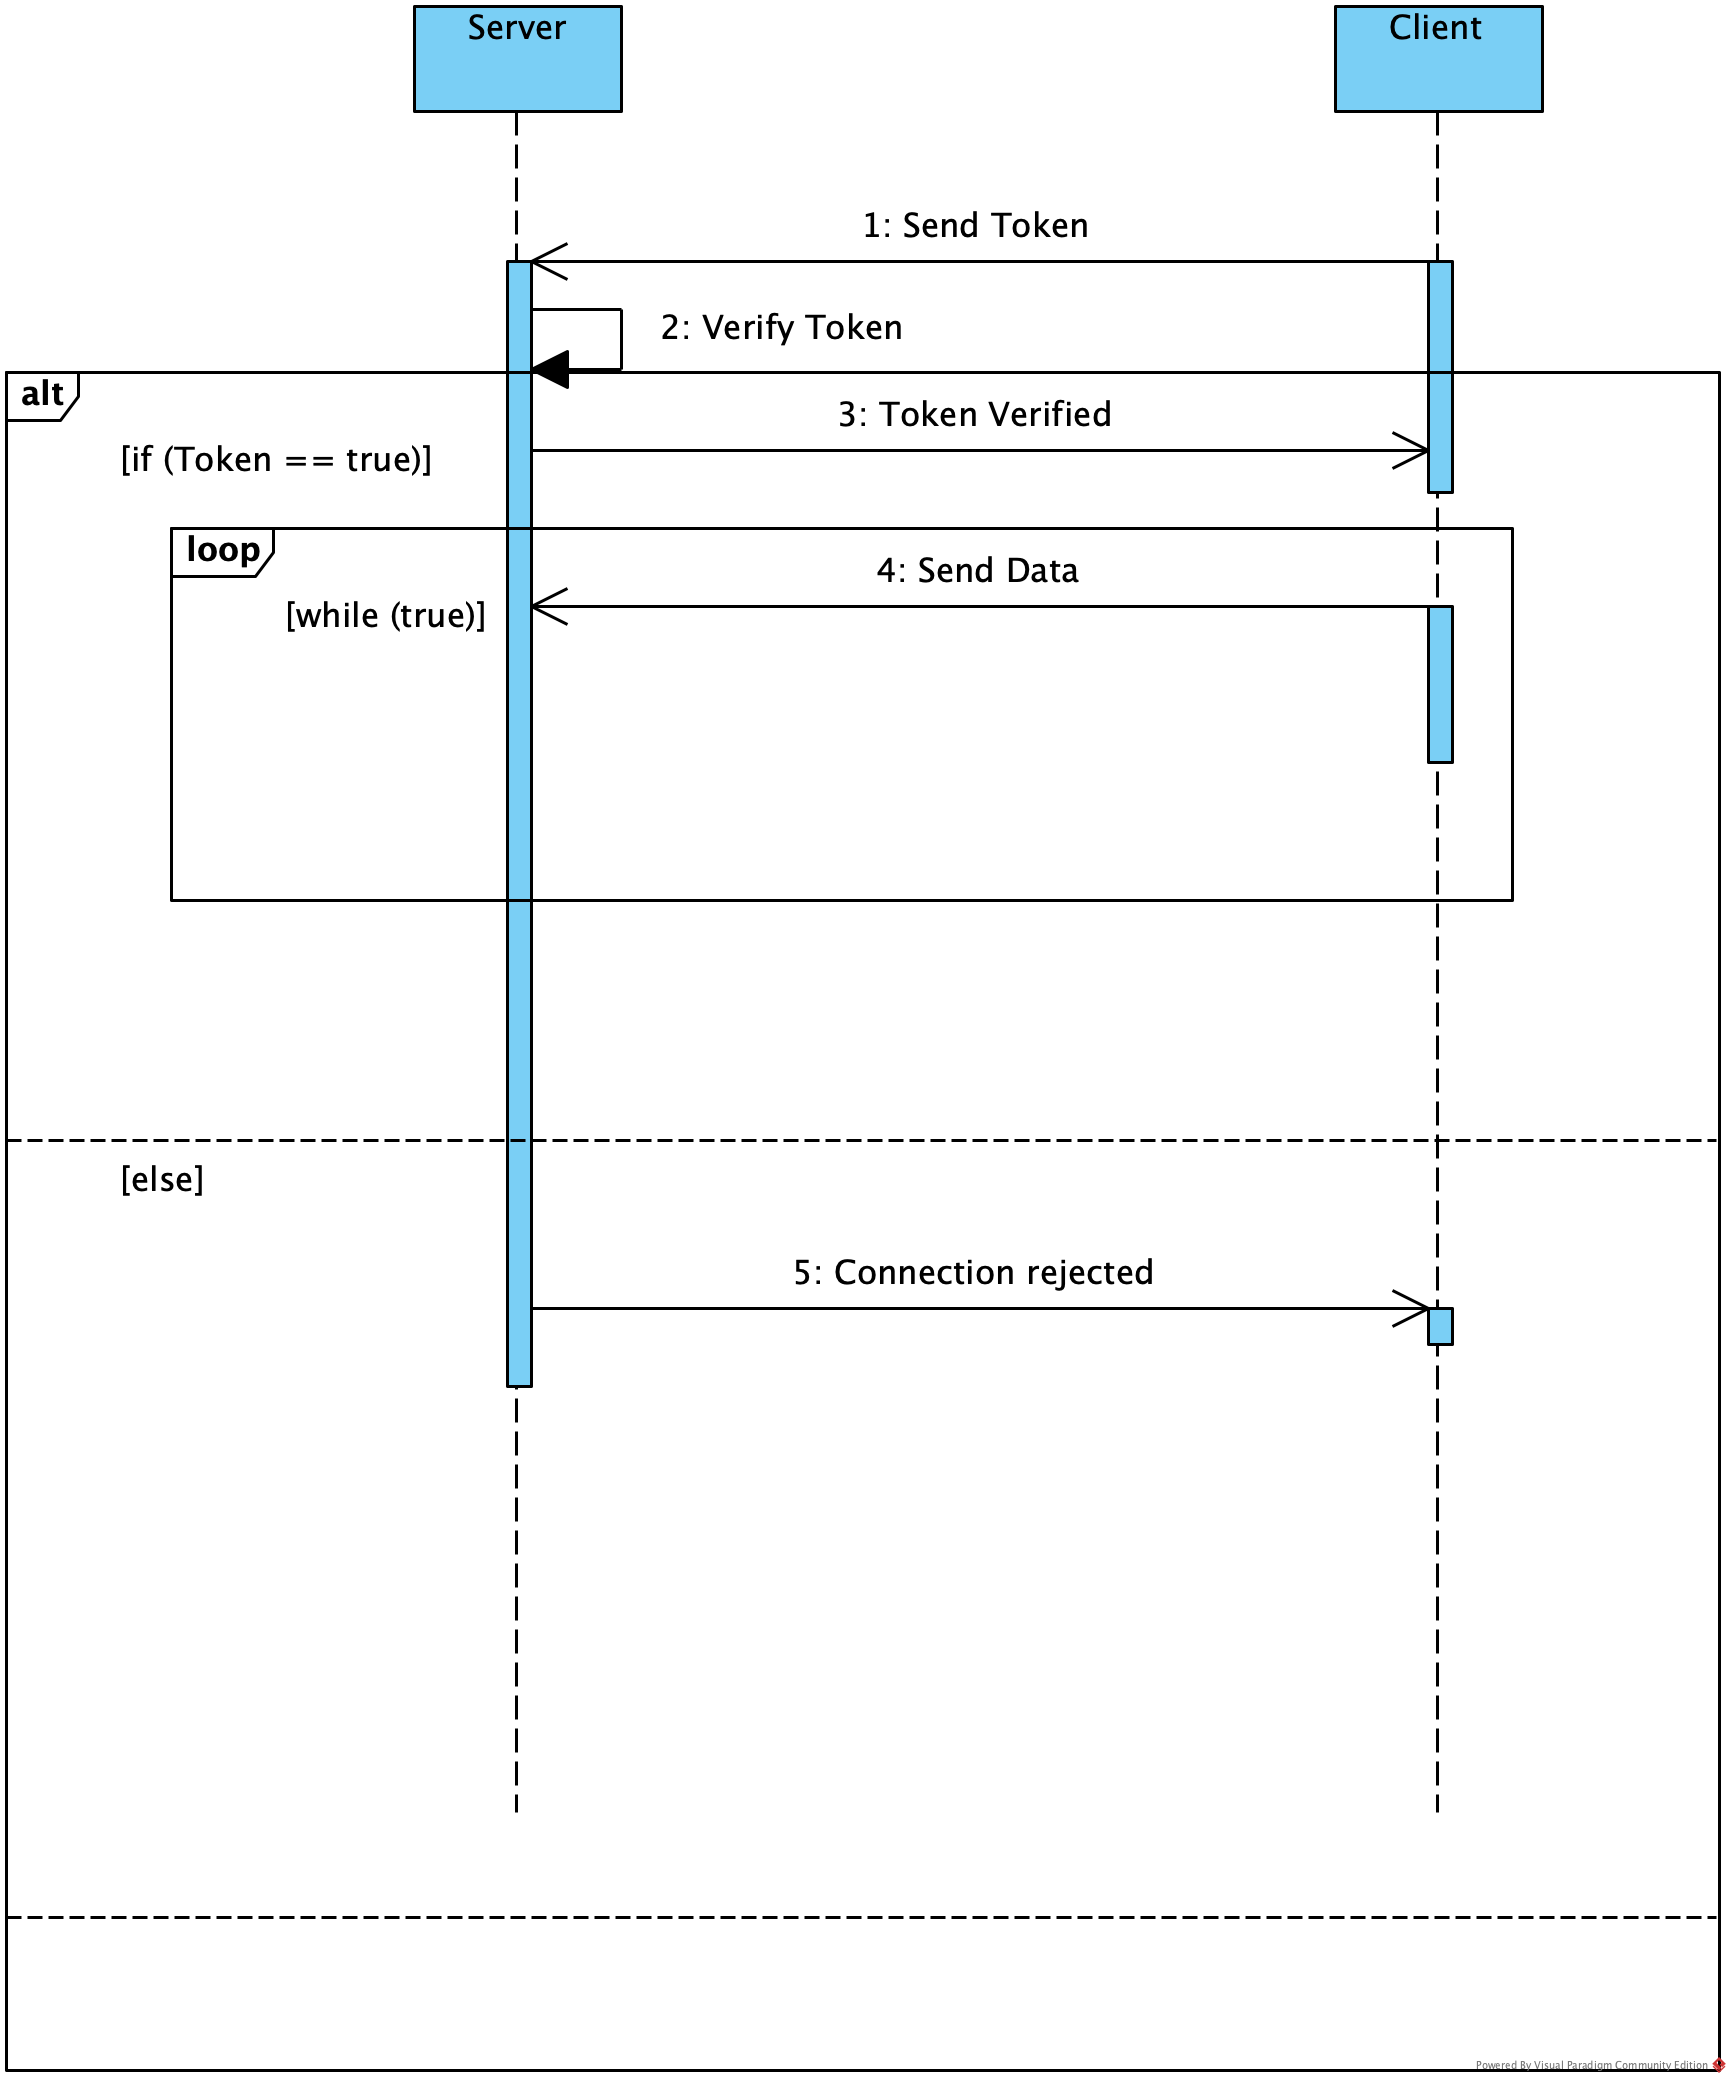 Server
Client
1: Send Token
2: Verify Token
alt
3: Token Verified
[if (Token == true)]
loop
4: Send Data
[while (true)]
[else]
5: Connection rejected
Powered By Visual Paradigm Community Edition